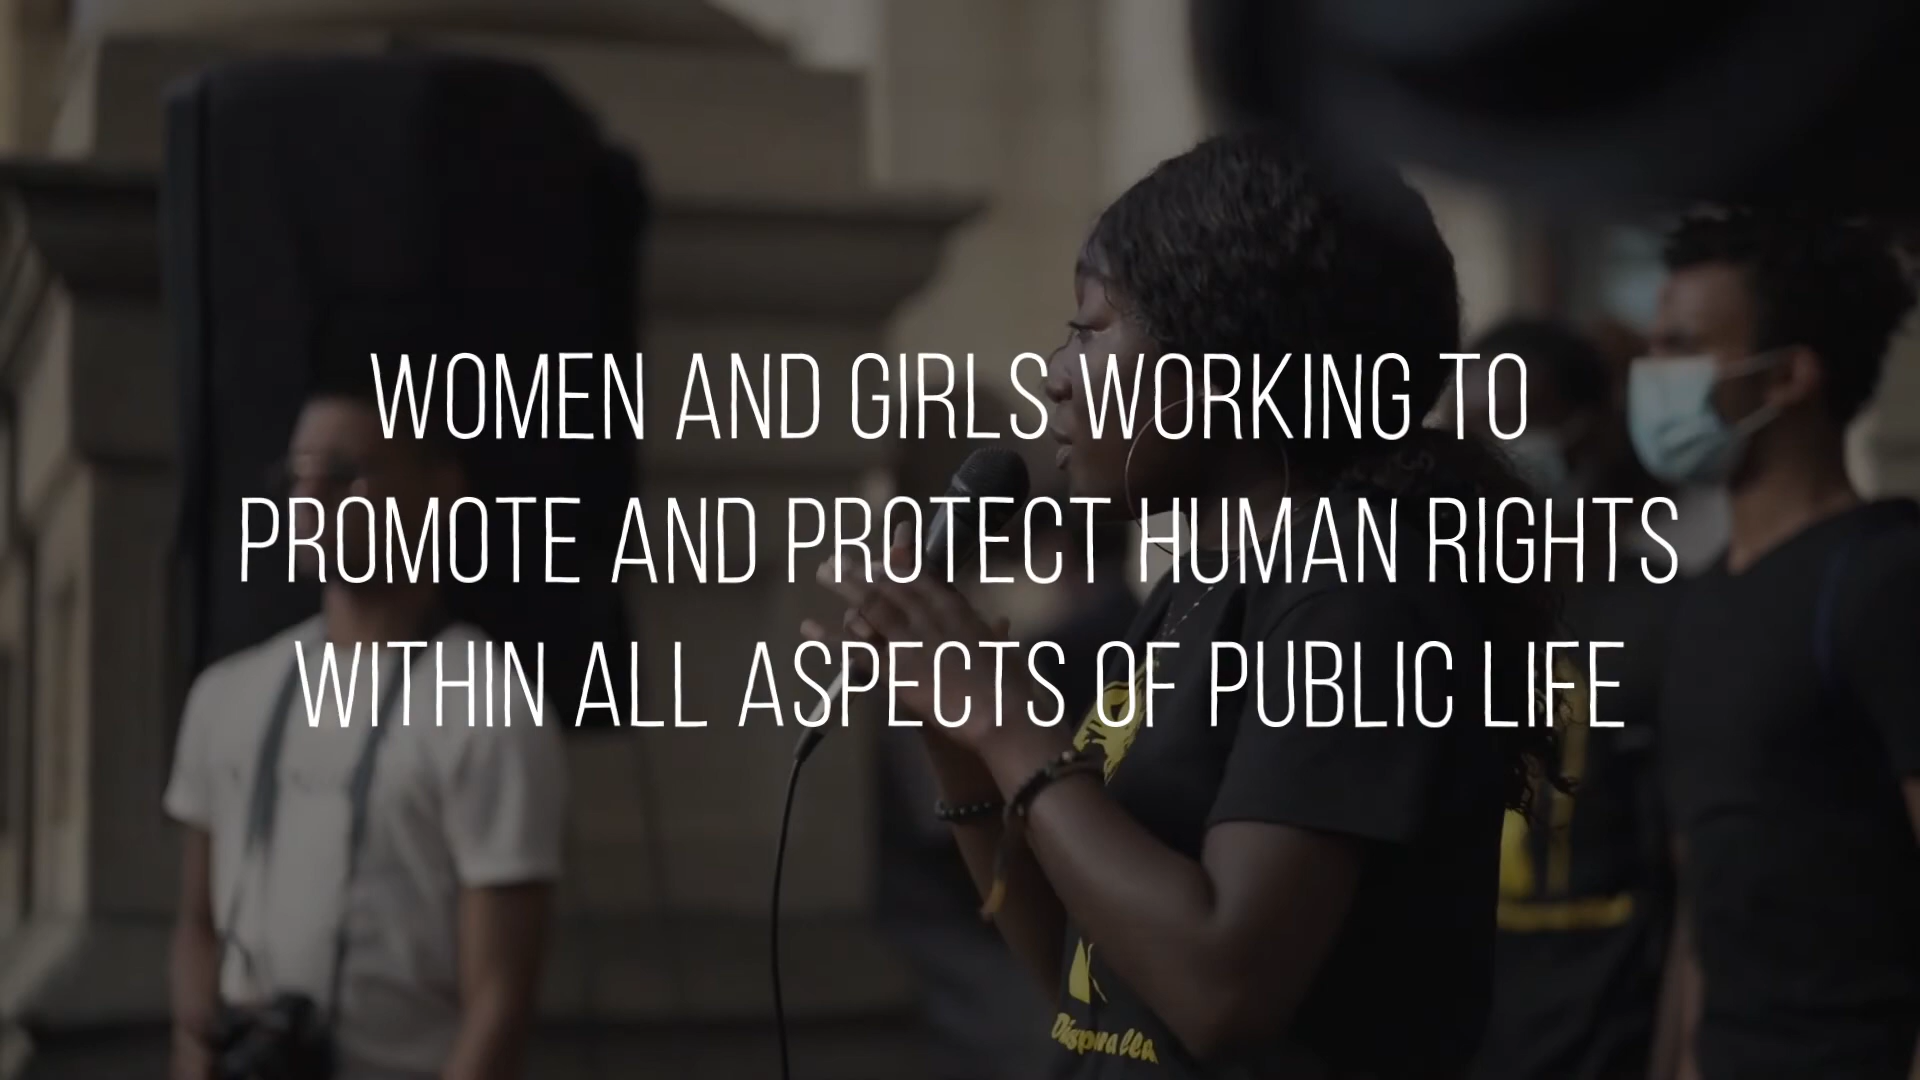 WOMEN AND GIRLS WORKING TO
PROMOTE AND PROTECT HUMAN RIGHTS
WITHIN ALL ASPECTS OF PUBLIC LIFE